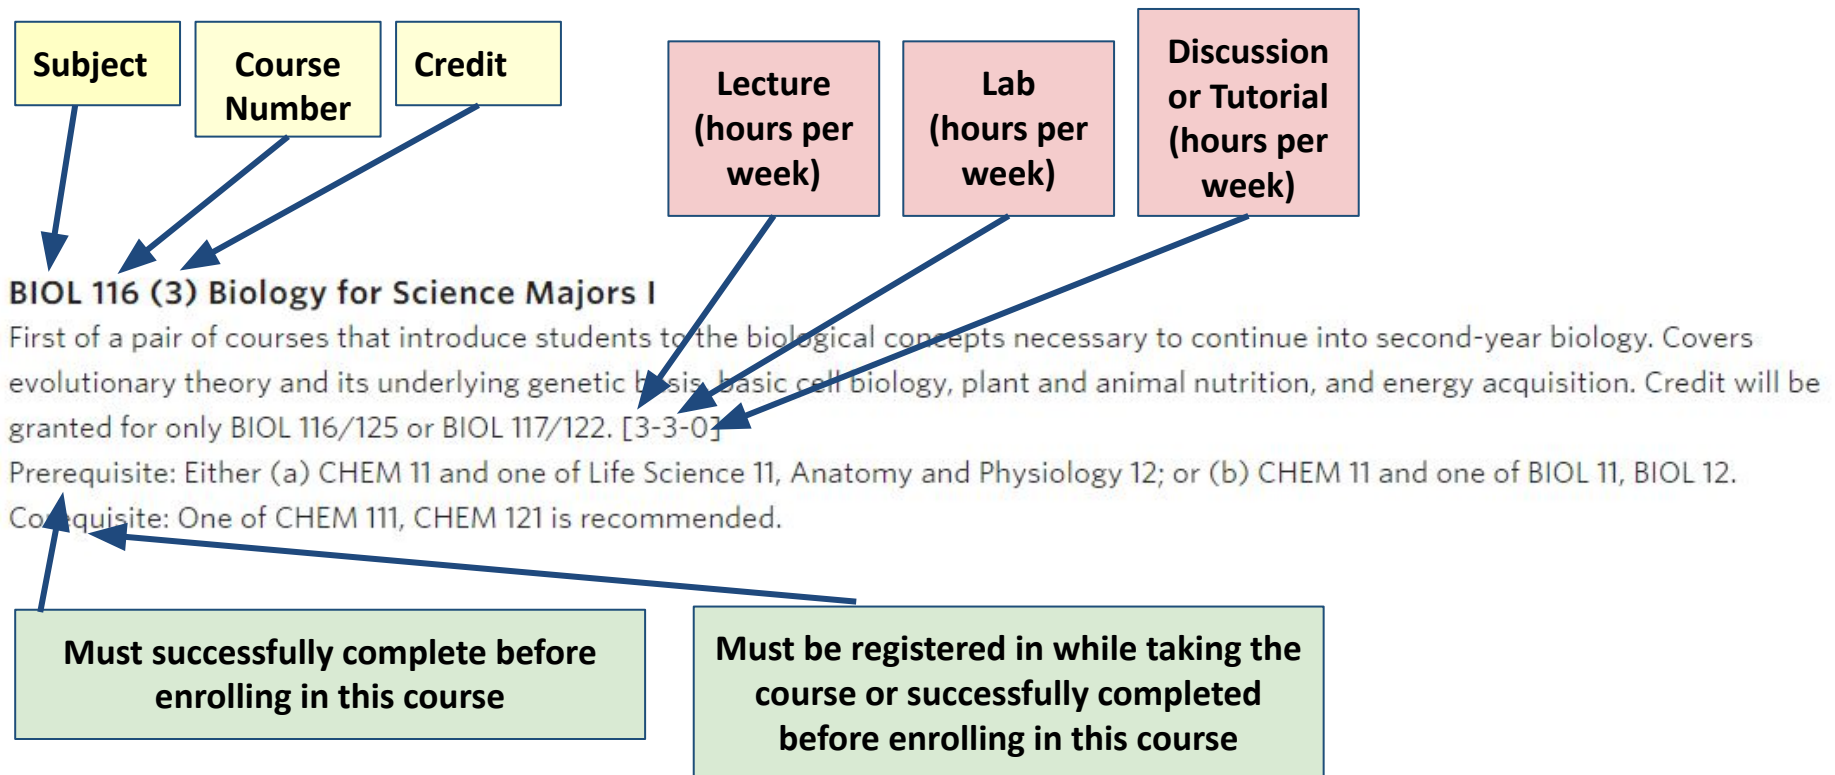 Subject
Course
Number
Credit
Lecture
(hours per
week)
Lab
(hours per
week)
Discussion
or Tutorial
(hours per
week)
BIOL 116 (3) Biology for Science Majors I
First of a pair of courses that introduce students to the biological concepts necessary to continue into second-year biology. Covers
evolutionary theory and its underlying genetic basis, basic cell biology, plant and animal nutrition, and energy acquisition. Credit will be
granted for only BIOL 116/125 or BIOL 117/122. [3-3-0]
Prerequisite: Either (a) CHEM 11 and one of Life Science 11, Anatomy and Physiology 12; or (b) CHEM 11 and one of BIOL 11, BIOL 12.
Corequisite: One of CHEM 111, CHEM 121 is recommended.
Must successfully complete before
enrolling in this course
Must be registered in while taking the
course or successfully completed
before enrolling in this course